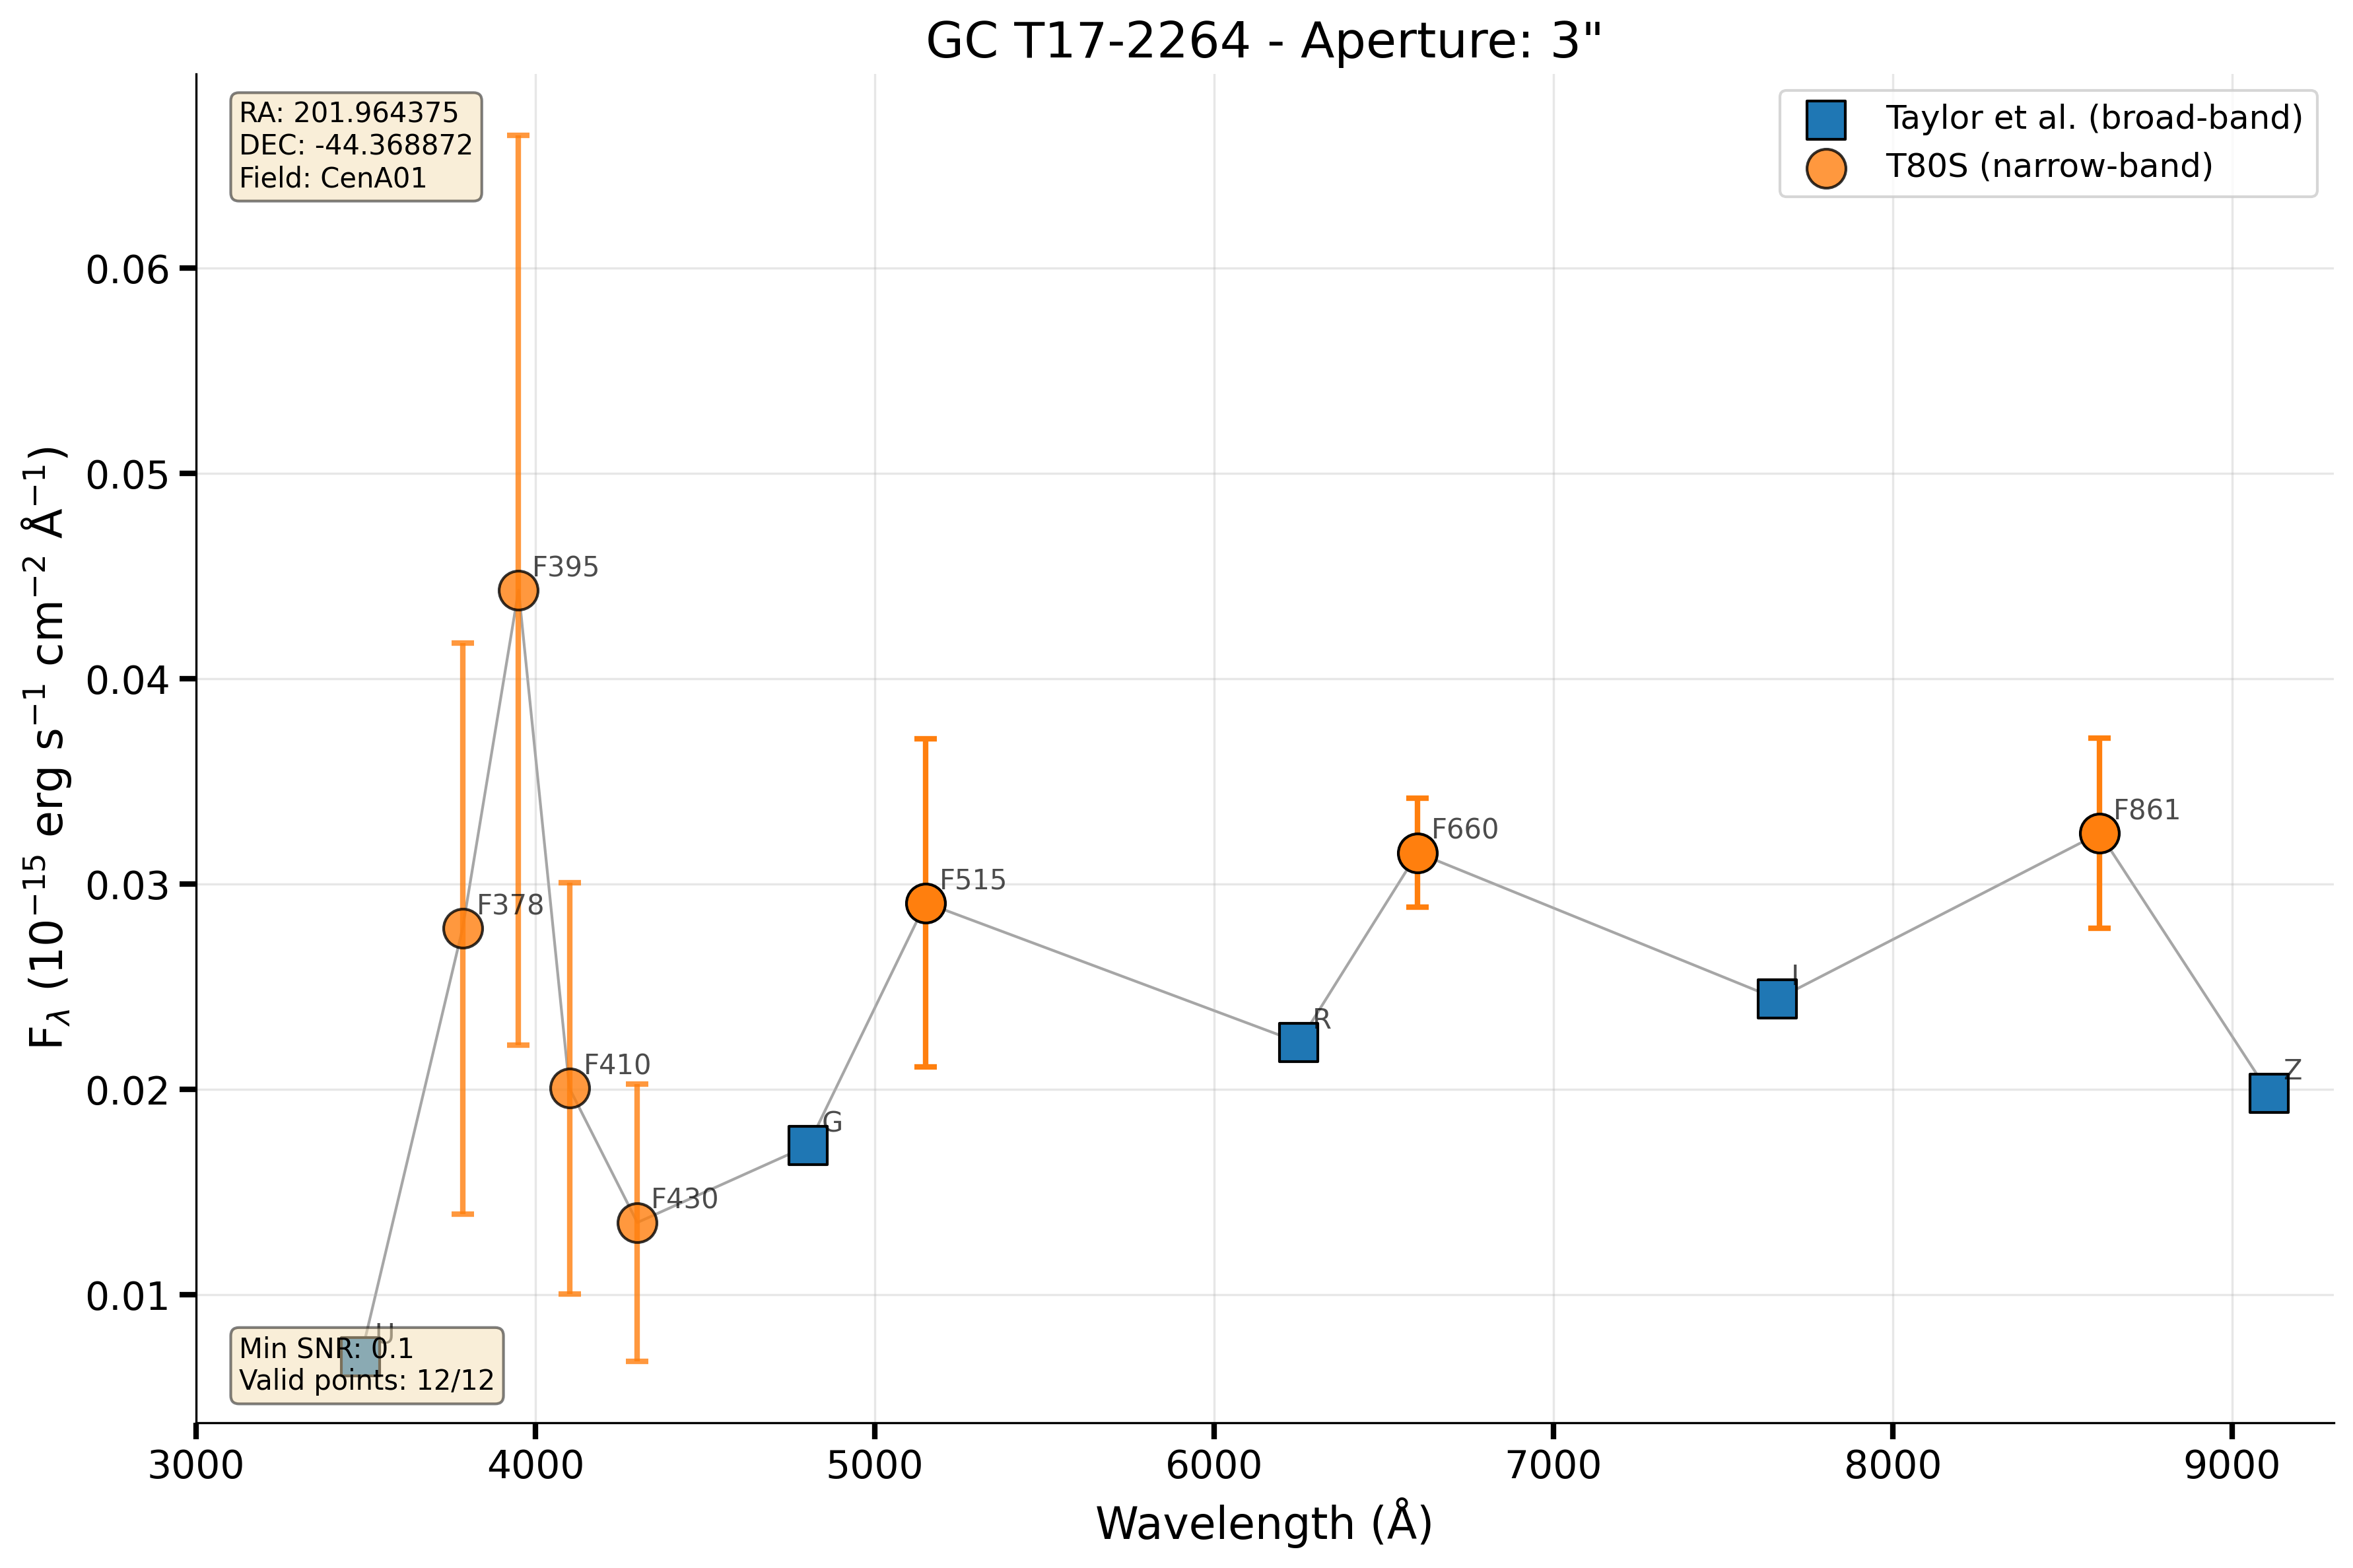 GC T17-2264 - Aperture: 3"
RA: 201.964375
DEC: -44.368872
Field: CenA01
Taylor et al. (broad-band)
T80S (narrow-band)
0.06
0.05
0.04
0.03
0.02
0.01
F_λ (10⁻¹⁵ erg s⁻¹ cm⁻² Å⁻¹)
F395
F378
F410
F430
G
F515
R
F660
I
F861
Z
U
Min SNR: 0.1
Valid points: 12/12
3000 4000 5000 6000 7000 8000 9000
Wavelength (Å)